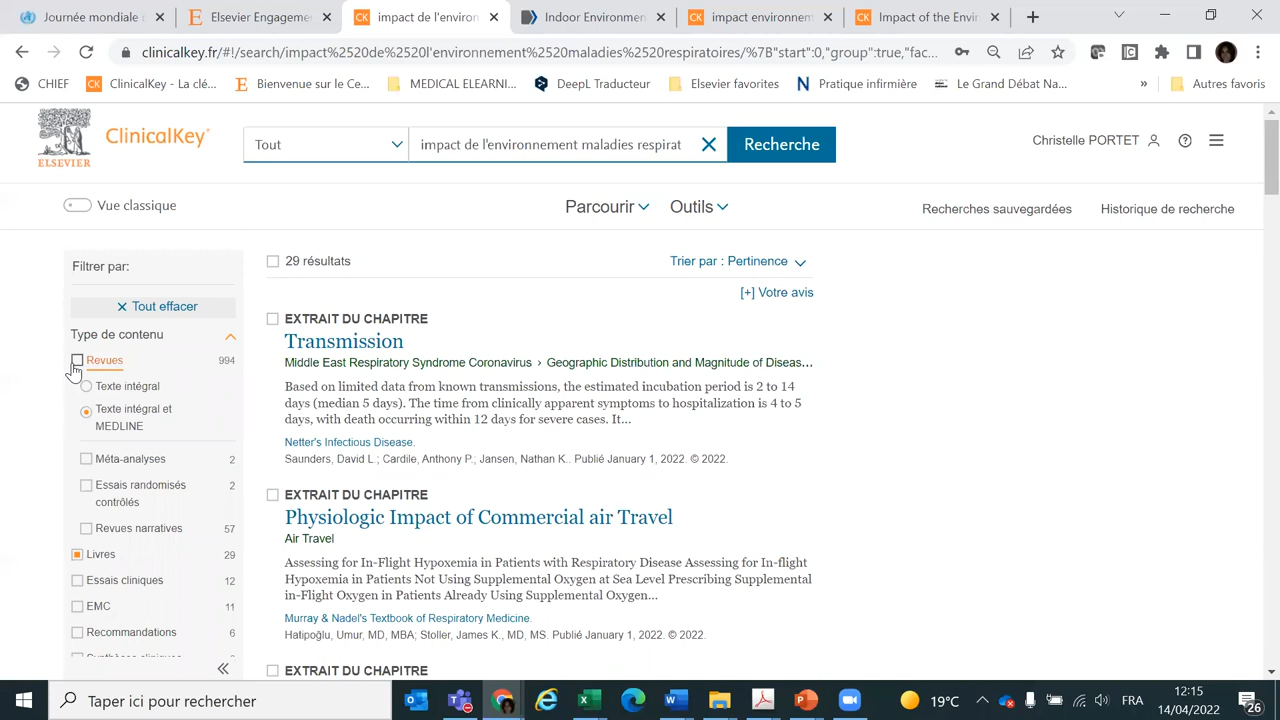 Journée mondiale
Elsevier Engageme
impact de l'environ
Indoor Environmen
impact environnem
Impact of the Envir
clinicalkey.fr/#!/search/impact%2520de%2520l'environnement%2520maladies%2520respiratoires/%7B"start":0,"group":true,"fac...
CHIEF
ClinicalKey - La clé...
Bienvenue sur le Ce...
MEDICAL ELEARNI...
DeepL Traducteur
Elsevier favorites
Pratique infirmière
Le Grand Débat Na...
»
Autres favoris
ELSEVIER
ClinicalKey®
Tout
impact de l'environnement maladies respirat
Recherche
Christelle PORTET
Vue classique
Parcourir
Outils
Recherches sauvegardées
Historique de recherche
Filtrer par:
Tout effacer
Type de contenu
Revues 994
Texte intégral
Texte intégral et
MEDLINE
Méta-analyses 2
Essais randomisés 2
contrôlés
Revues narratives 57
Livres 29
Essais cliniques 12
EMC 11
Recommandations 6
29 résultats
Trier par : Pertinence
[+] Votre avis
EXTRAIT DU CHAPITRE
Transmission
Middle East Respiratory Syndrome Coronavirus › Geographic Distribution and Magnitude of Diseas...
Based on limited data from known transmissions, the estimated incubation period is 2 to 14
days (median 5 days). The time from clinically apparent symptoms to hospitalization is 4 to 5
days, with death occurring within 12 days for severe cases. It...
Netter's Infectious Disease.
Saunders, David L.; Cardile, Anthony P.; Jansen, Nathan K.. Publié January 1, 2022. © 2022.
EXTRAIT DU CHAPITRE
Physiologic Impact of Commercial air Travel
Air Travel
Assessing for In-Flight Hypoxemia in Patients with Respiratory Disease Assessing for In-flight
Hypoxemia in Patients Not Using Supplemental Oxygen at Sea Level Prescribing Supplemental
in-Flight Oxygen in Patients Already Using Supplemental Oxygen...
Murray & Nadel's Textbook of Respiratory Medicine.
Hatipoğlu, Umur, MD, MBA; Stoller, James K., MD, MS. Publié January 1, 2022. © 2022.
EXTRAIT DU CHAPITRE
Taper ici pour rechercher
19°C
FRA
12:15
14/04/2022
26